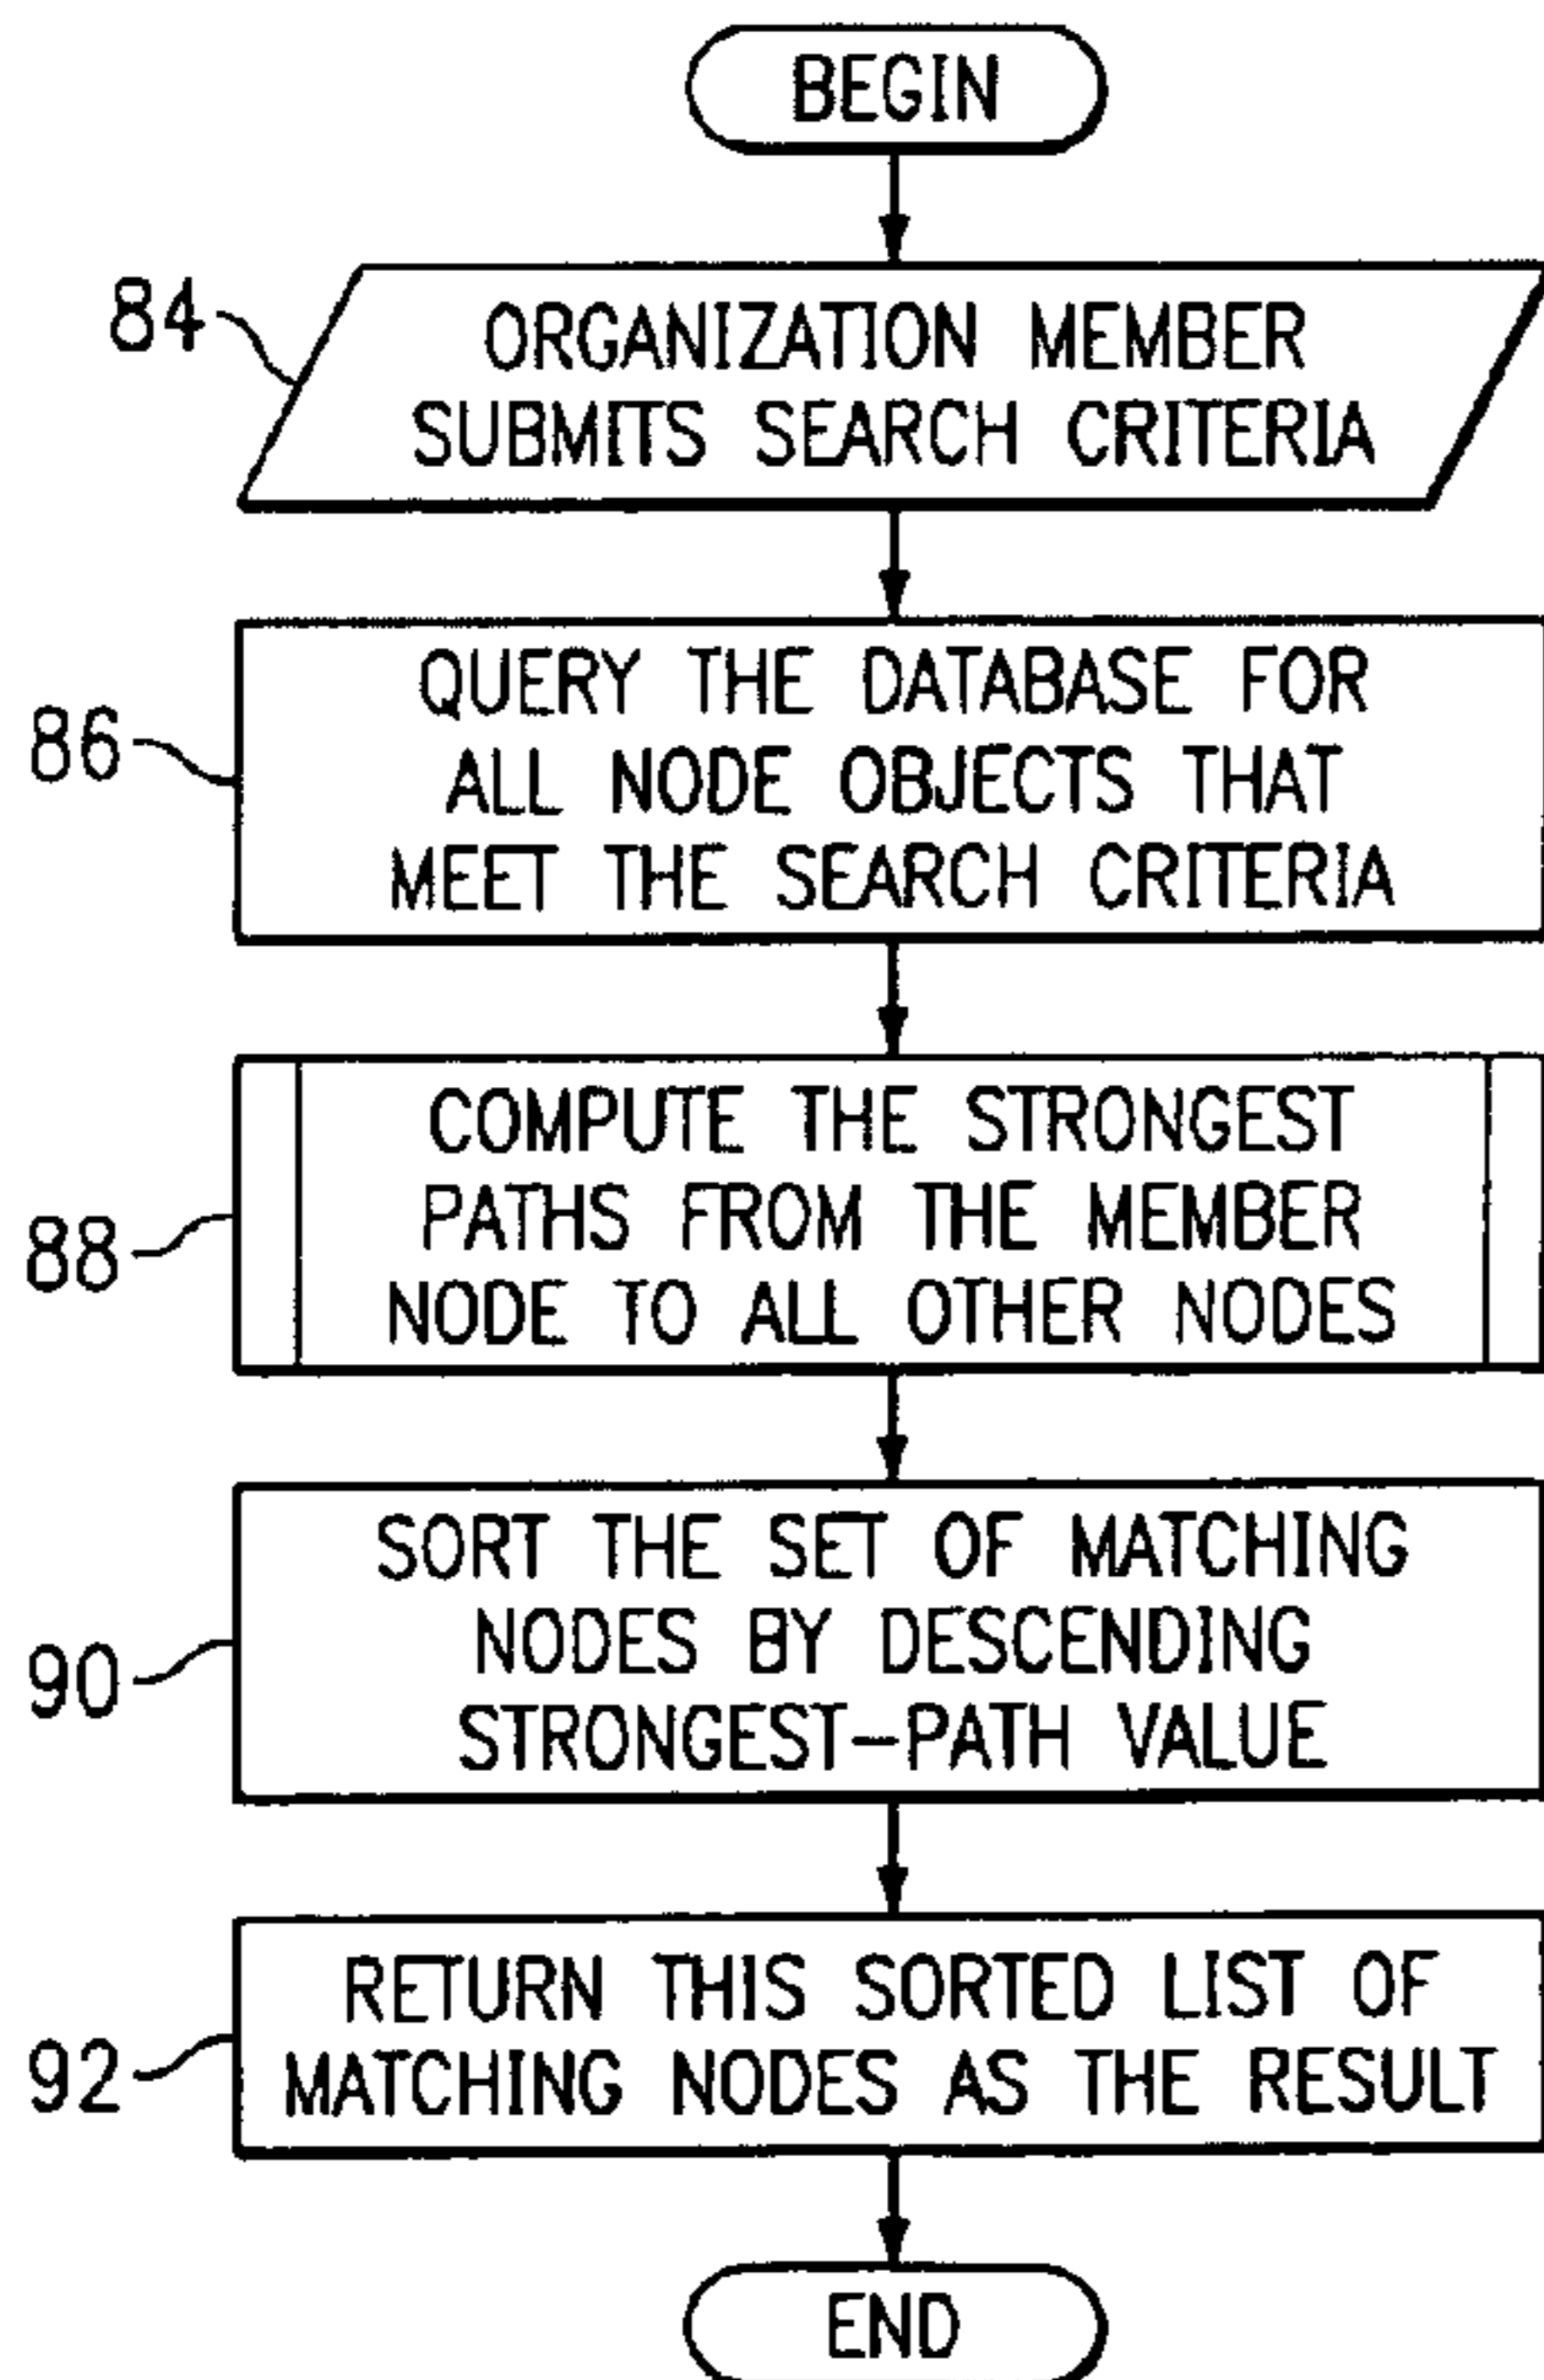 BEGIN
84
ORGANIZATION MEMBER
SUBMITS SEARCH CRITERIA
86
QUERY THE DATABASE FOR
ALL NODE OBJECTS THAT
MEET THE SEARCH CRITERIA
88
COMPUTE THE STRONGEST
PATHS FROM THE MEMBER
NODE TO ALL OTHER NODES
90
SORT THE SET OF MATCHING
NODES BY DESCENDING
STRONGEST-PATH VALUE
92
RETURN THIS SORTED LIST OF
MATCHING NODES AS THE RESULT
END